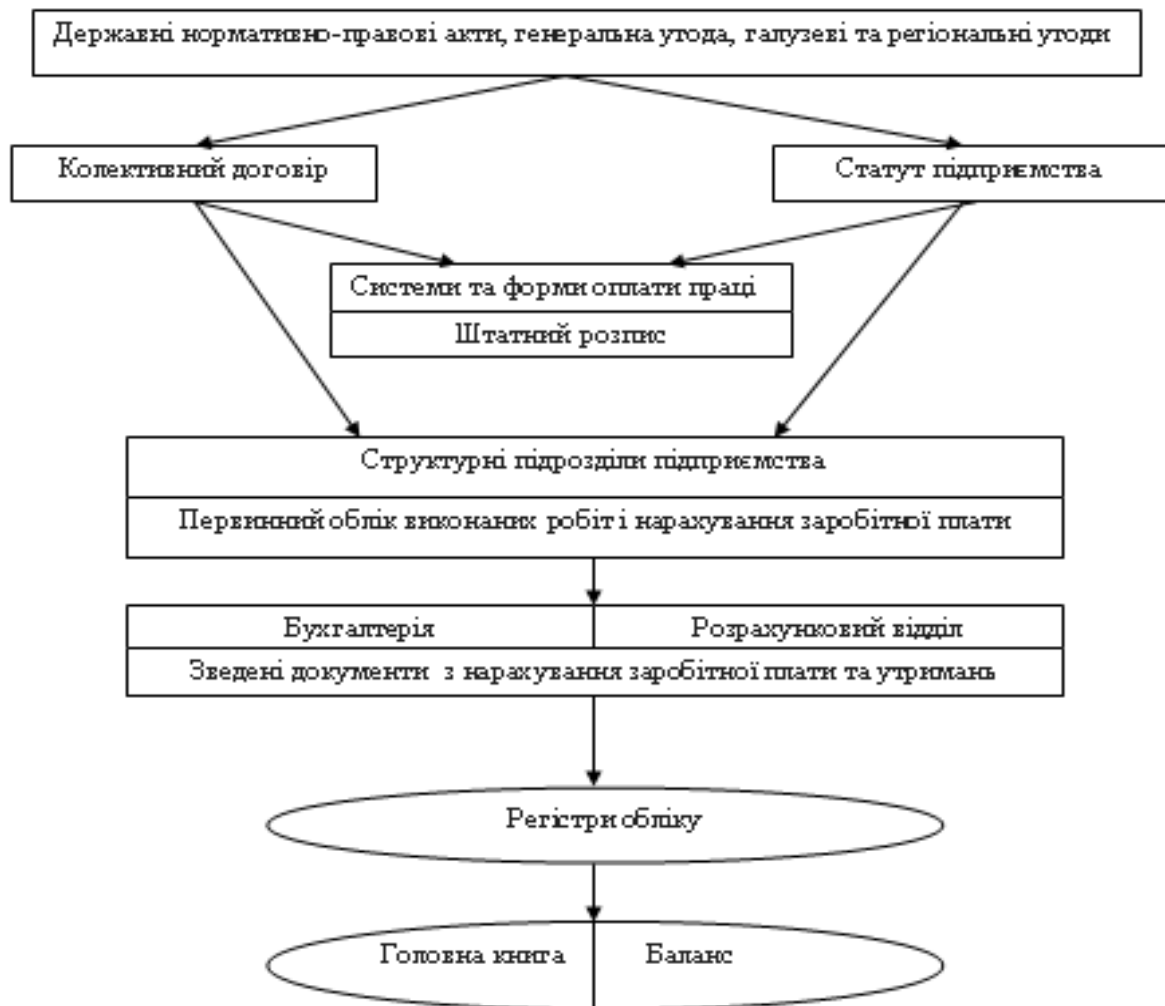 Державні нормативно-правові акти, генеральна угода, галузеві та регіональні угоди
Колективний договір
Статут підприємства
Системи та форми оплати праці
Штатний розпис
Структурні підрозділи підприємства
Первинний облік виконаних робіт і нарахування заробітної плати
Бухгалтерія
Розрахунковий відділ
Зведені документи з нарахування заробітної плати та утримань
Регістри обліку
Головна книга
Баланс